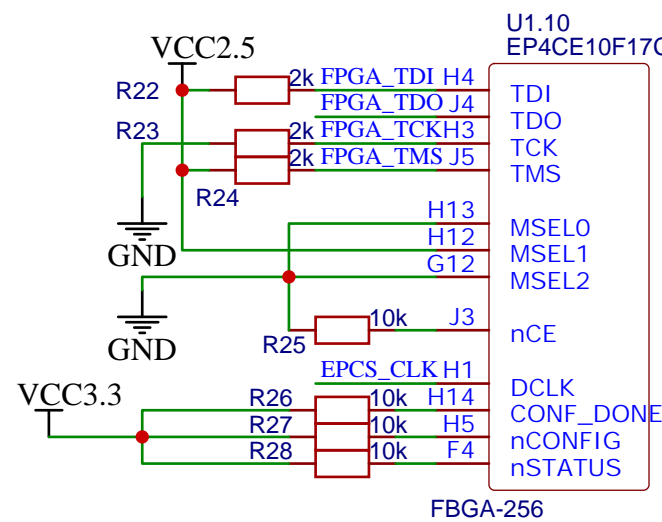 U1.10
EP4CE10F17C
VCC2.5
R22 2k FPGA_TDI H4 TDI
FPGA_TDO J4 TDO
R23 2k FPGA_TCK H3 TCK
R24 2k FPGA_TMS J5 TMS
GND
H13 MSEL0
H12 MSEL1
G12 MSEL2
GND
R25 10k J3 nCE
EPCS_CLK H1 DCLK
VCC3.3
R26 10k H14 CONF_DONE
R27 10k H5 nCONFIG
R28 10k F4 nSTATUS
FBGA-256